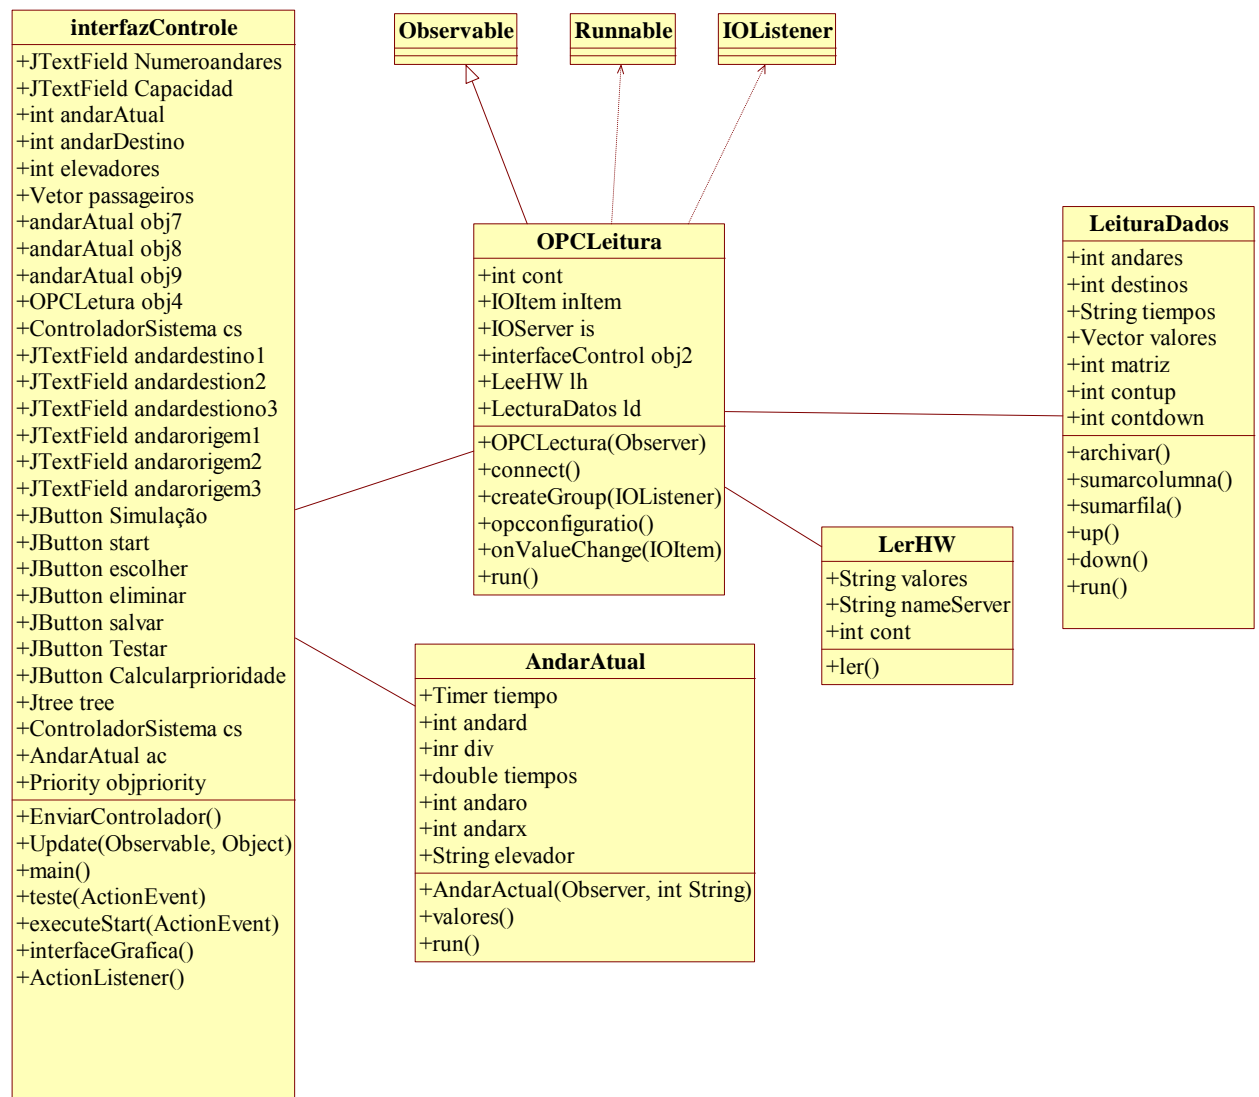 interfazControle
+JTextField Numeroandares
+JTextField Capacidad
+int andarAtual
+int andarDestino
+int elevadores
+Vetor passageiros
+andarAtual obj7
+andarAtual obj8
+andarAtual obj9
+OPCLetura obj4
+ControladorSistema cs
+JTextField andardestino1
+JTextField andardestion2
+JTextField andardestiono3
+JTextField andarorigem1
+JTextField andarorigem2
+JTextField andarorigem3
+JButton Simulação
+JButton start
+JButton escolher
+JButton eliminar
+JButton salvar
+JButton Testar
+JButton Calcularprioridade
+Jtree tree
+ControladorSistema cs
+AndarAtual ac
+Priority objpriority
+EnviarControlador()
+Update(Observable, Object)
+main()
+teste(ActionEvent)
+executeStart(ActionEvent)
+interfaceGrafica()
+ActionListener()
Observable
Runnable
IOListener
OPCLeitura
+int cont
+IOItem inItem
+IOServer is
+interfaceControl obj2
+LeeHW lh
+LecturaDatos ld
+OPCLectura(Observer)
+connect()
+createGroup(IOListener)
+opcconfiguratio()
+onValueChange(IOItem)
+run()
LeituraDados
+int andares
+int destinos
+String tiempos
+Vector valores
+int matriz
+int contup
+int contdown
+archivar()
+sumarcolumna()
+sumarfila()
+up()
+down()
+run()
LerHW
+String valores
+String nameServer
+int cont
+ler()
AndarAtual
+Timer tiempo
+int andard
+inr div
+double tiempos
+int andaro
+int andarx
+String elevador
+AndarActual(Observer, int String)
+valores()
+run()